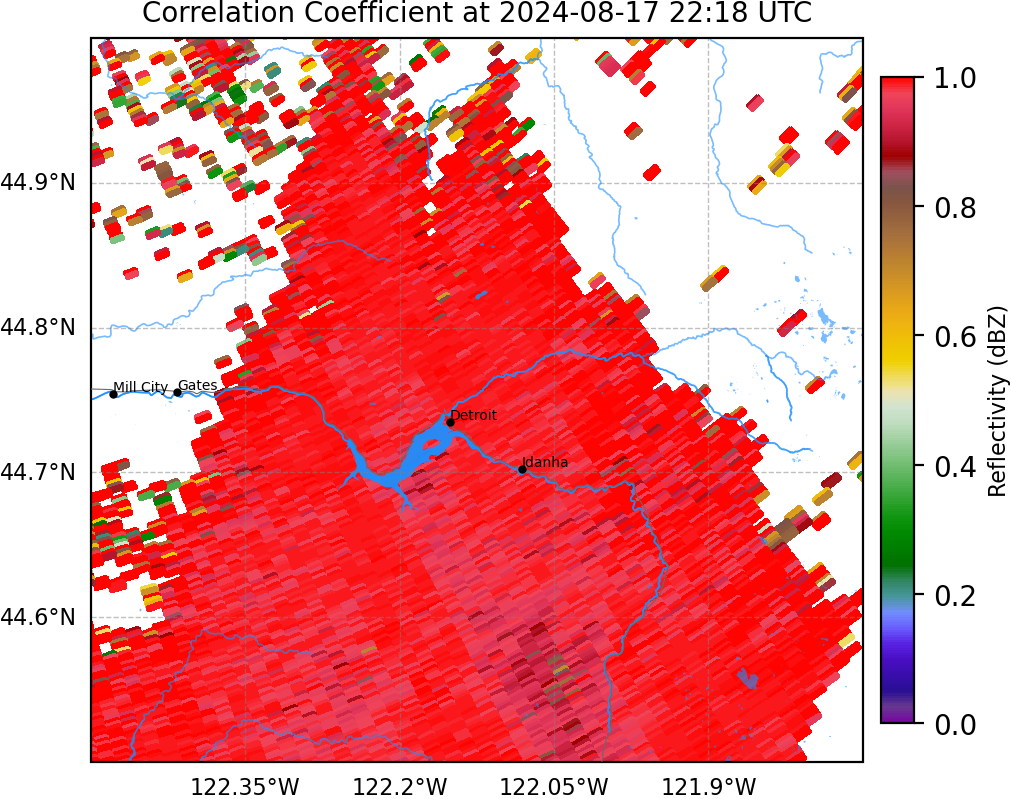 Correlation Coefficient at 2024-08-17 22:18 UTC
1.0
44.9°N
0.8
44.8°N
0.6
Reflectivity (dBZ)
Mill City
Gates
Detroit
Idanha
44.7°N
0.4
44.6°N
0.2
0.0
122.35°W
122.2°W
122.05°W
121.9°W